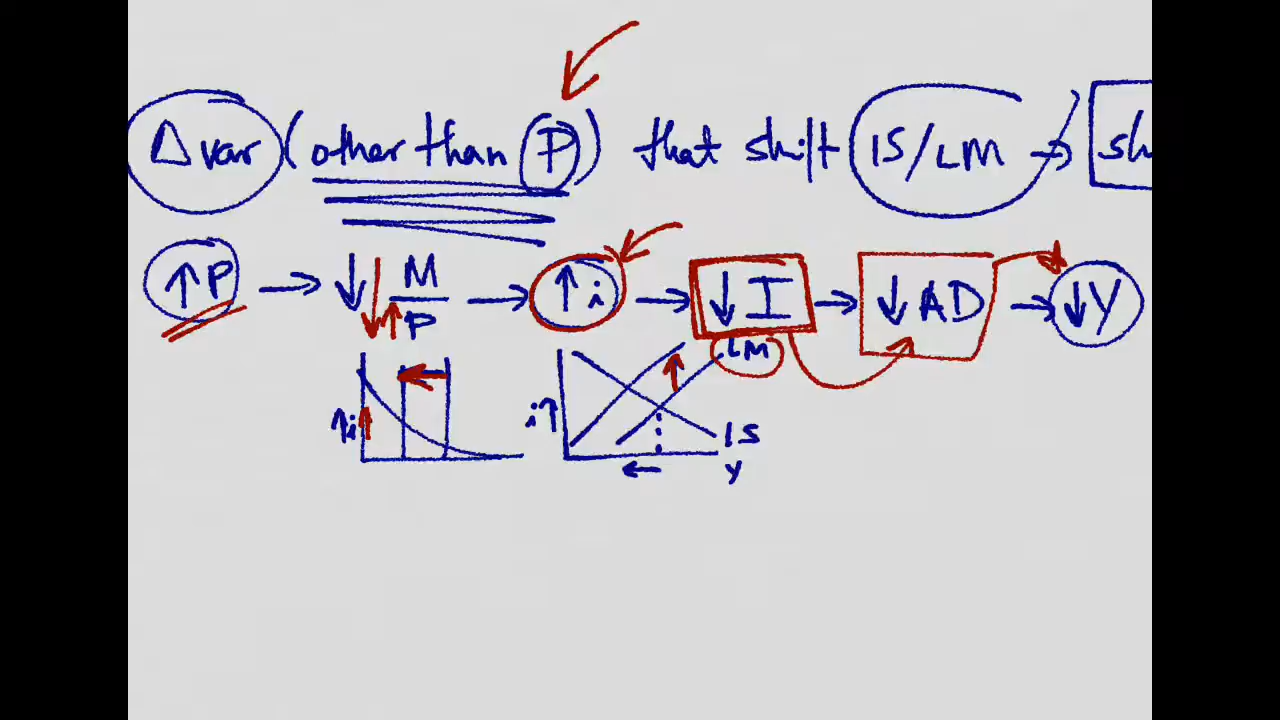 Δ var (other than P) that shift IS/LM → sh
↑ P → ↓ M/↑P → ↑ i → ↓ I → ↓ AD → ↓ Y
LM
↑i
i↑
IS
← Y